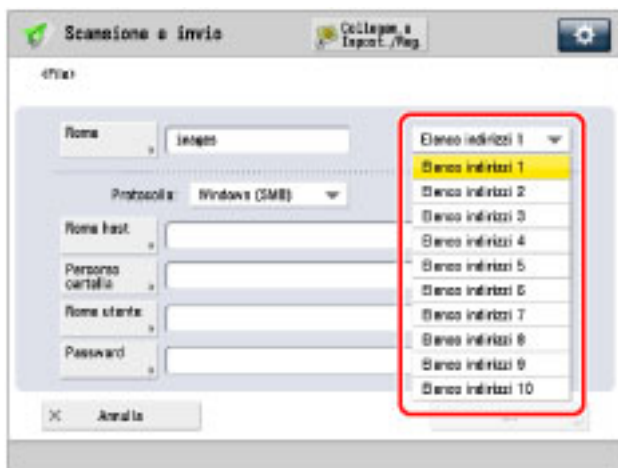 Scansione e invio
Collegam. a
Impost./Reg.
<File>
Nome
images
Elenco indirizzi 1
Protocollo:
Windows (SMB)
Nome host
Percorso
cartella
Nome utente
Password
Elenco indirizzi 1
Elenco indirizzi 2
Elenco indirizzi 3
Elenco indirizzi 4
Elenco indirizzi 5
Elenco indirizzi 6
Elenco indirizzi 7
Elenco indirizzi 8
Elenco indirizzi 9
Elenco indirizzi 10
Annulla